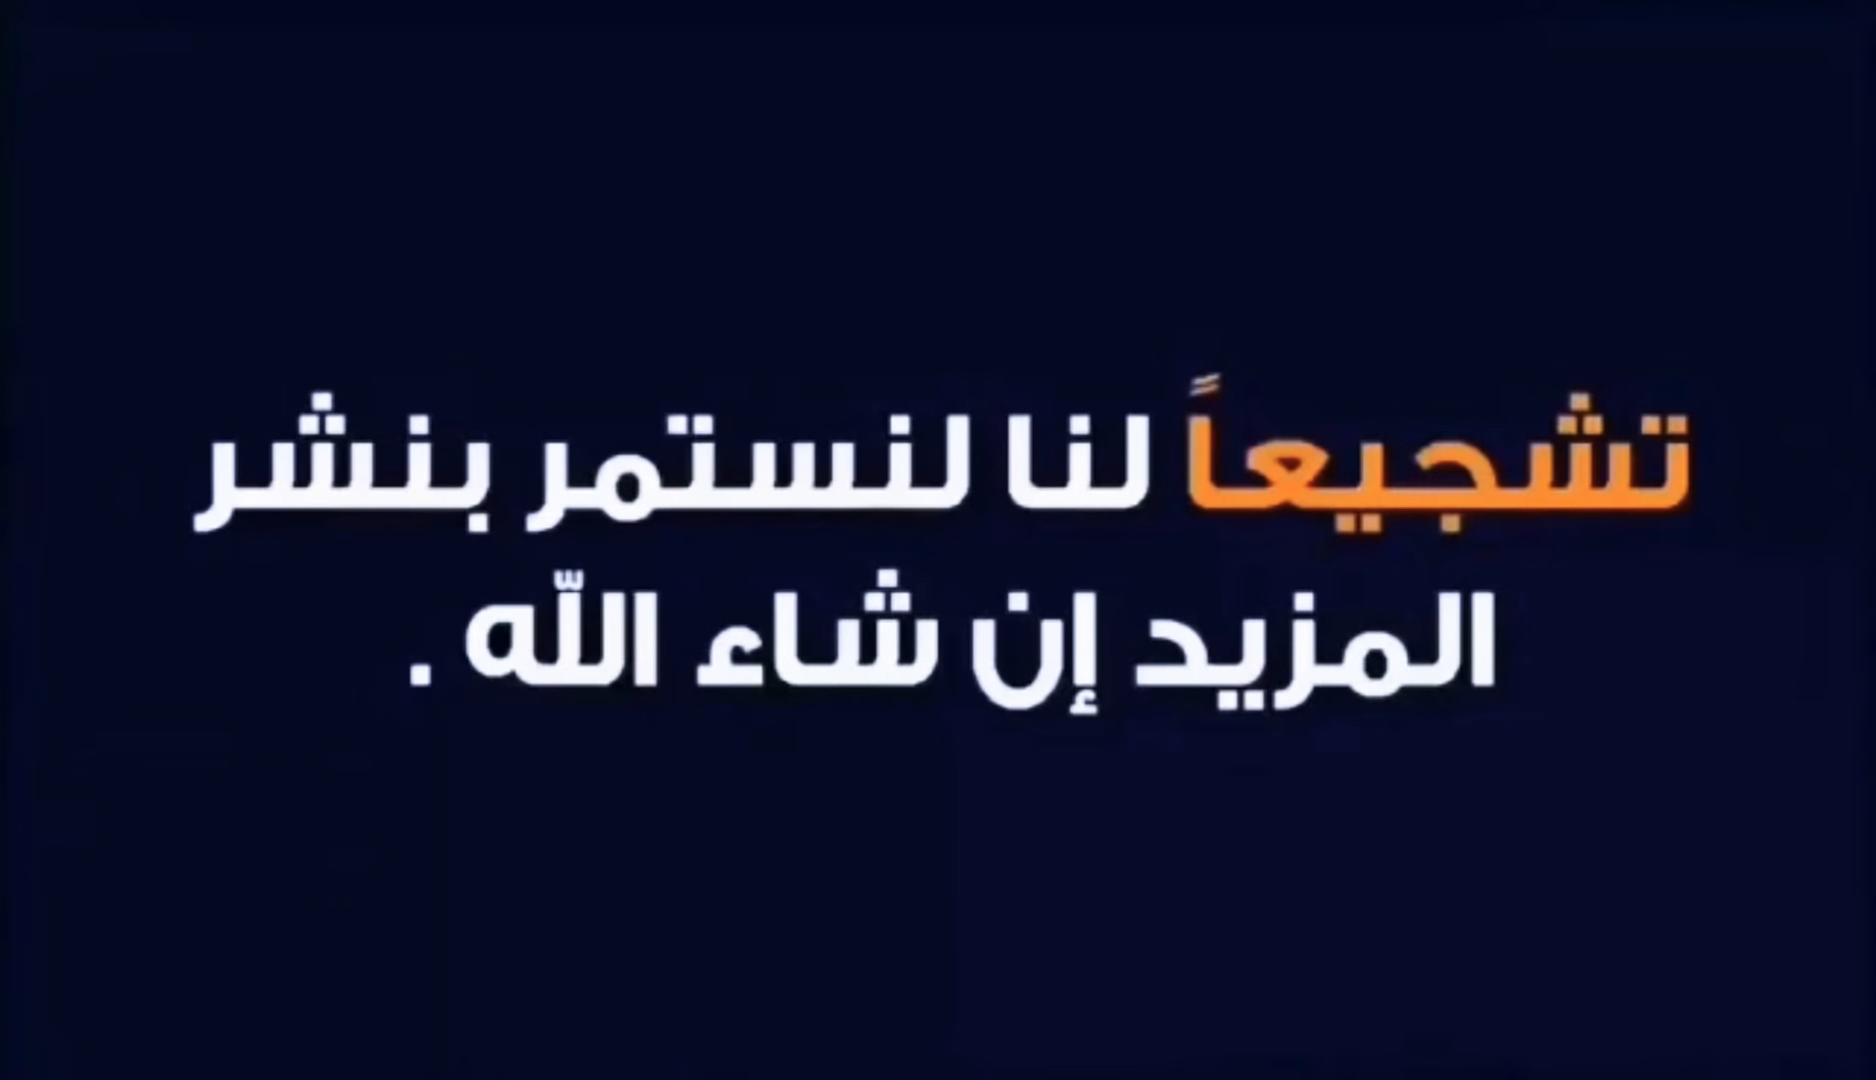 تشجيعاً لنا لنستمر بنشر
المزيد إن شاء اللّه .